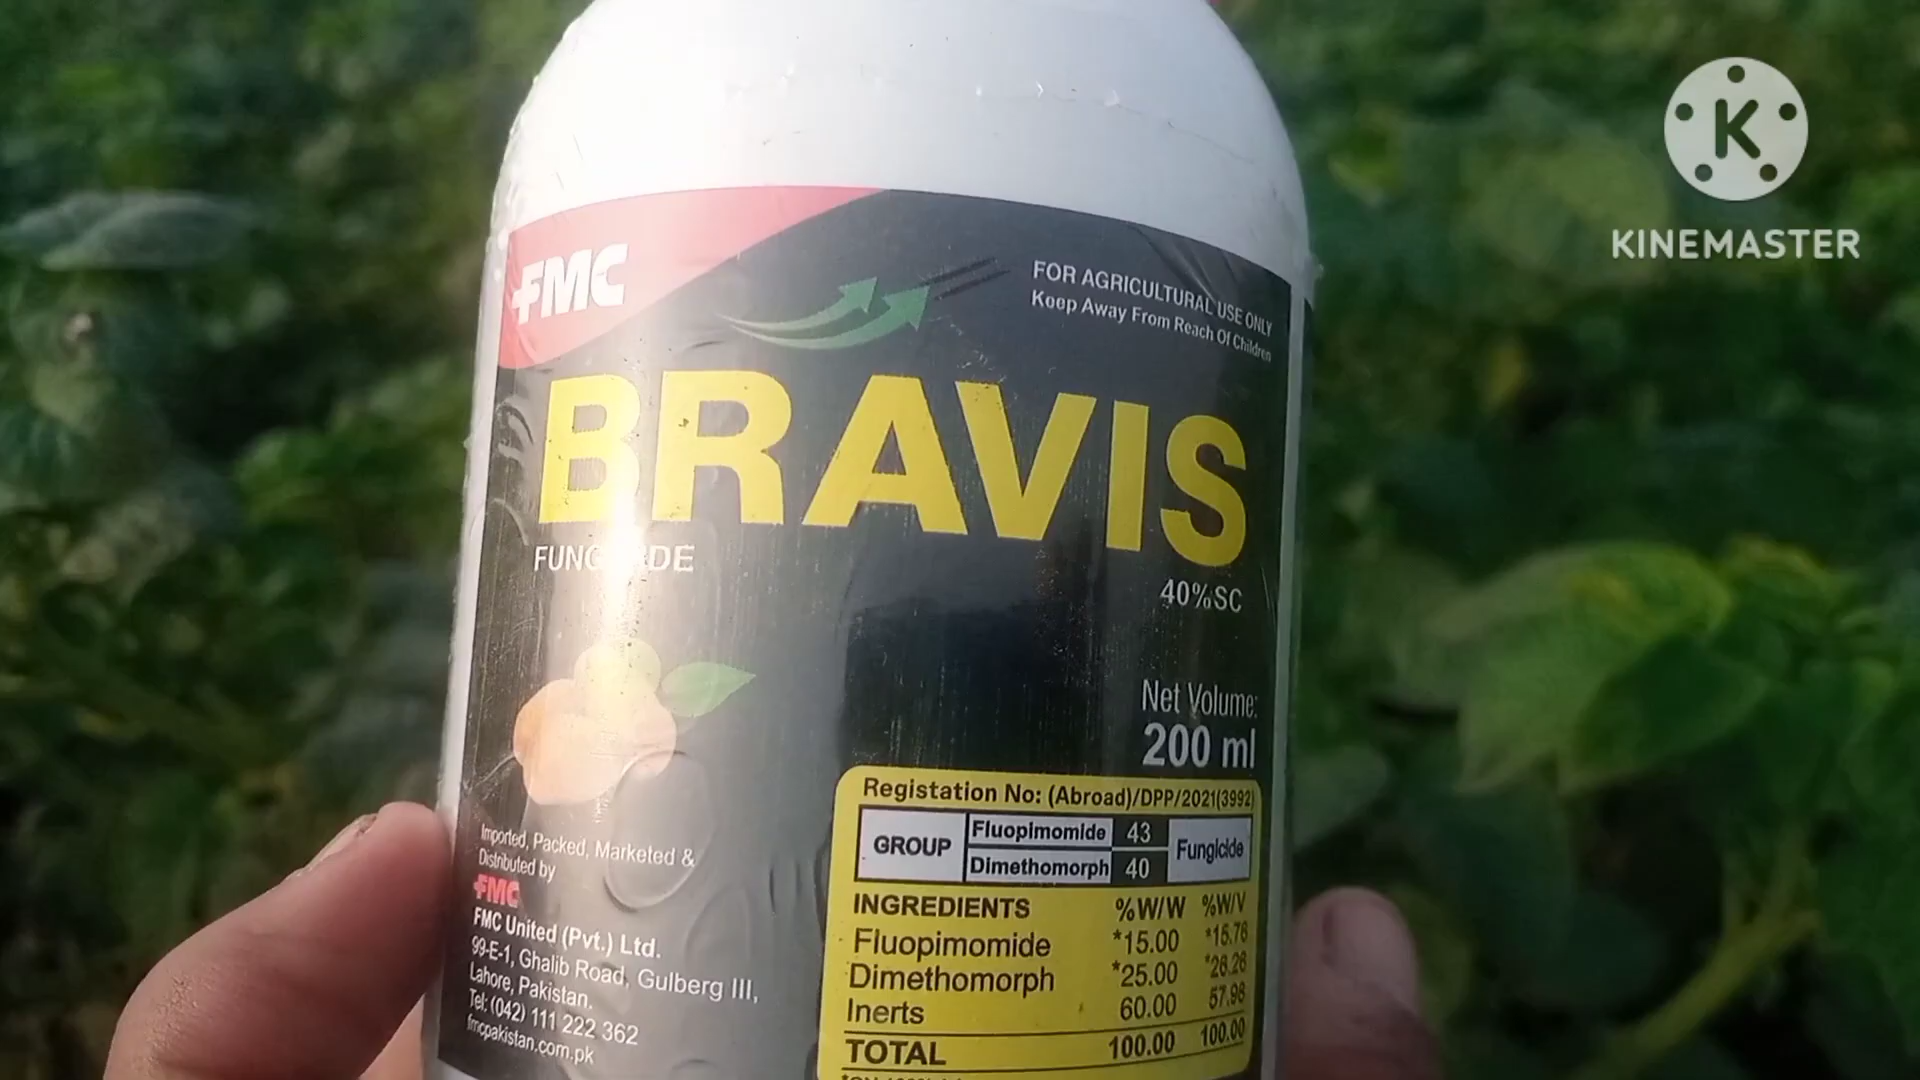 KINEMASTER
FMC
FOR AGRICULTURAL USE ONLY
Keep Away From Reach Of Children
BRAVIS
FUNGICIDE
40%SC
Net Volume:
200 ml
Registation No: (Abroad)/DPP/2021(3992)
GROUP Fluopimomide 43 Fungicide
Dimethomorph 40
INGREDIENTS %W/W %W/V
Fluopimomide *15.00 *15.76
Dimethomorph *25.00 *26.26
Inerts 60.00 57.98
TOTAL 100.00 100.00
Imported, Packed, Marketed &
Distributed by
FMC
FMC United (Pvt.) Ltd.
99-E-1, Ghalib Road, Gulberg III,
Lahore, Pakistan.
Tel: (042) 111 222 362
fmcpakistan.com.pk